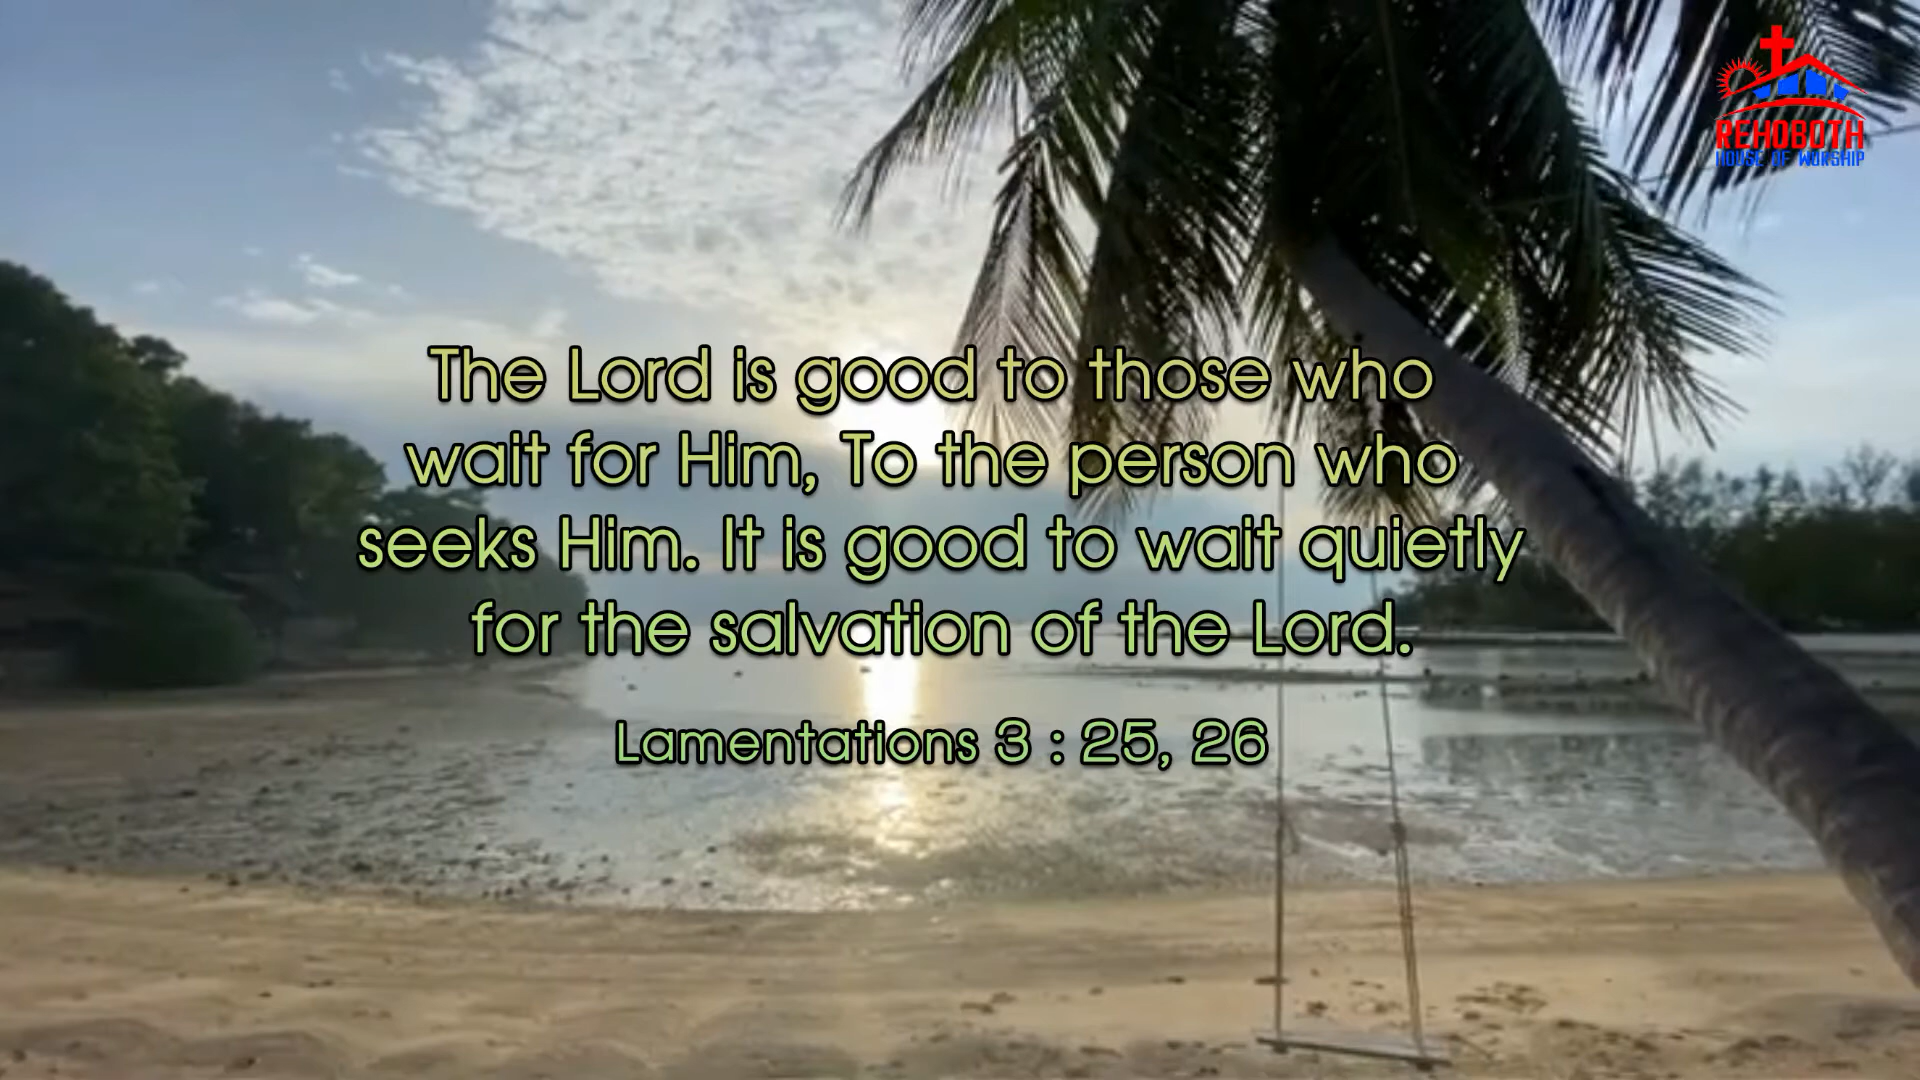 REHOBOTH
HOUSE OF WORSHIP
The Lord is good to those who
wait for Him, To the person who
seeks Him. It is good to wait quietly
for the salvation of the Lord.
Lamentations 3 : 25, 26